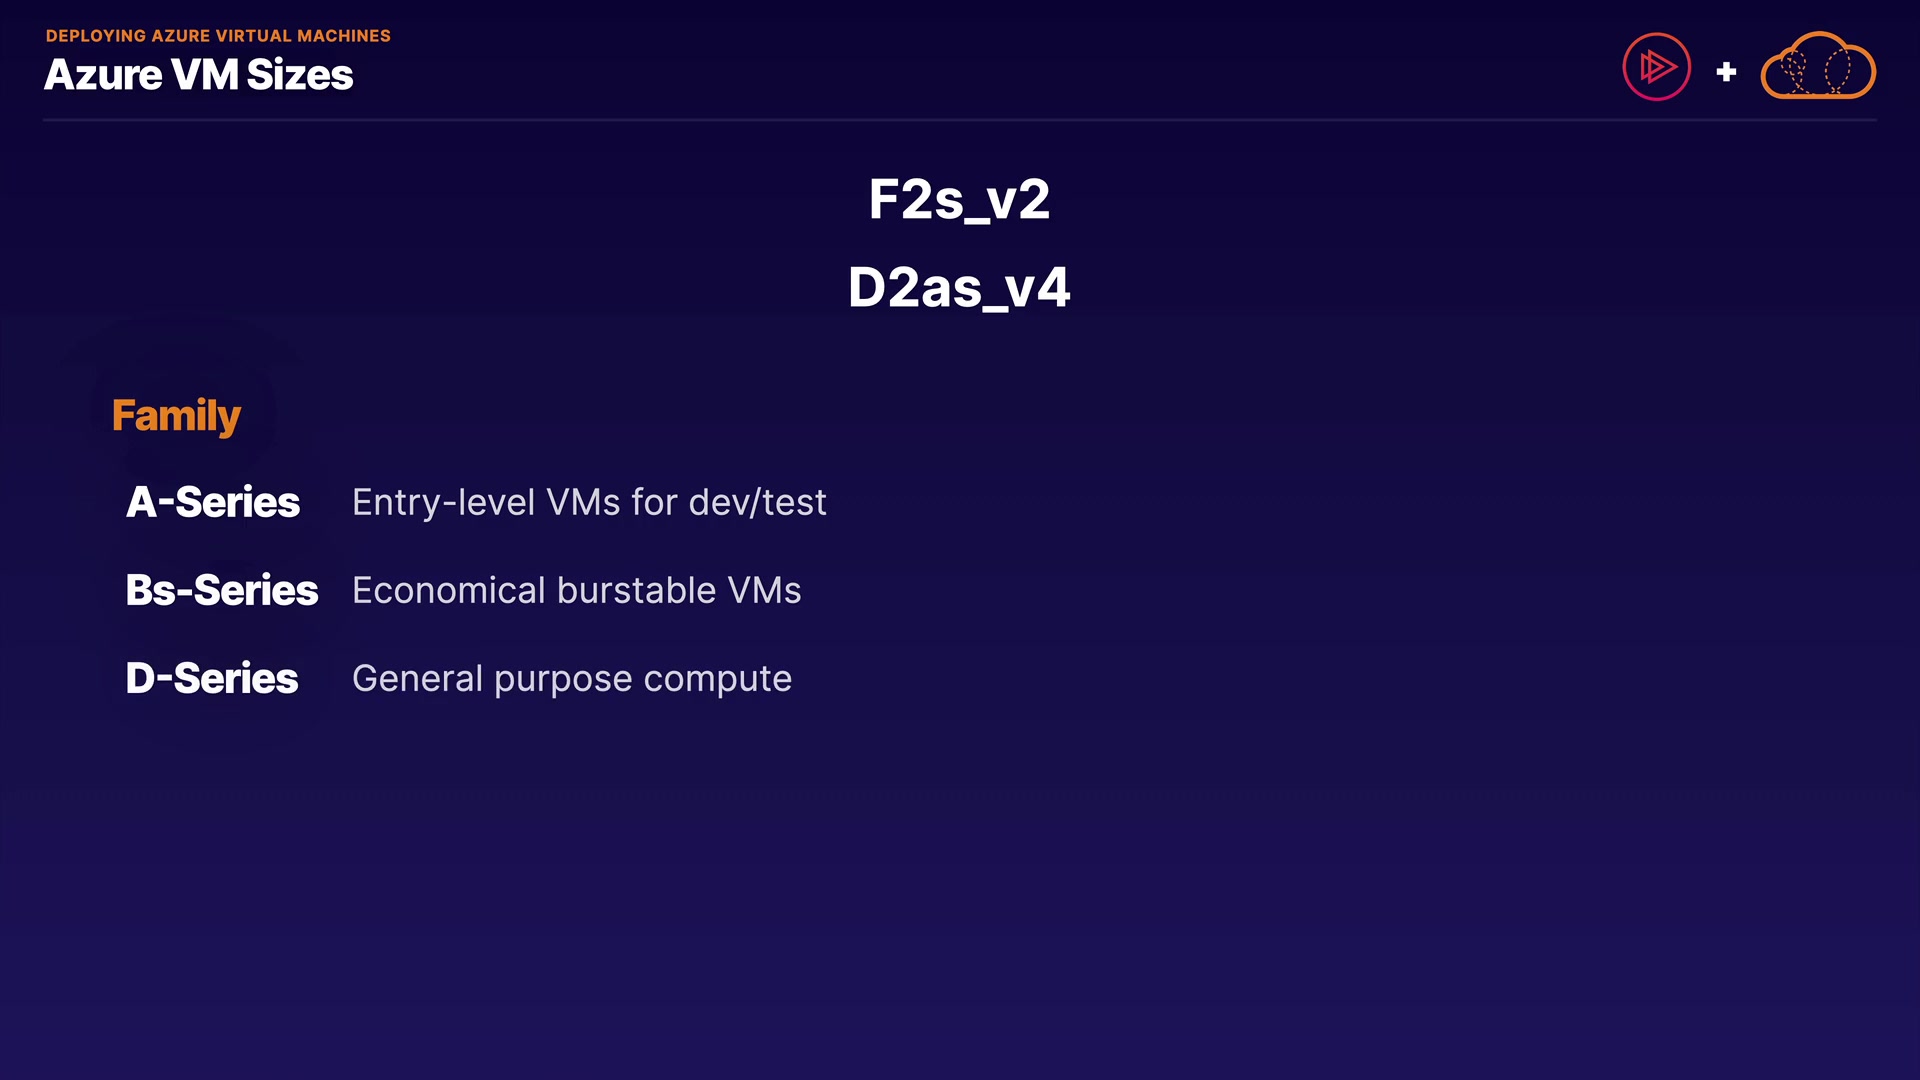 DEPLOYING AZURE VIRTUAL MACHINES
Azure VM Sizes
+
F2s_v2
D2as_v4
Family
A-Series Entry-level VMs for dev/test
Bs-Series Economical burstable VMs
D-Series General purpose compute